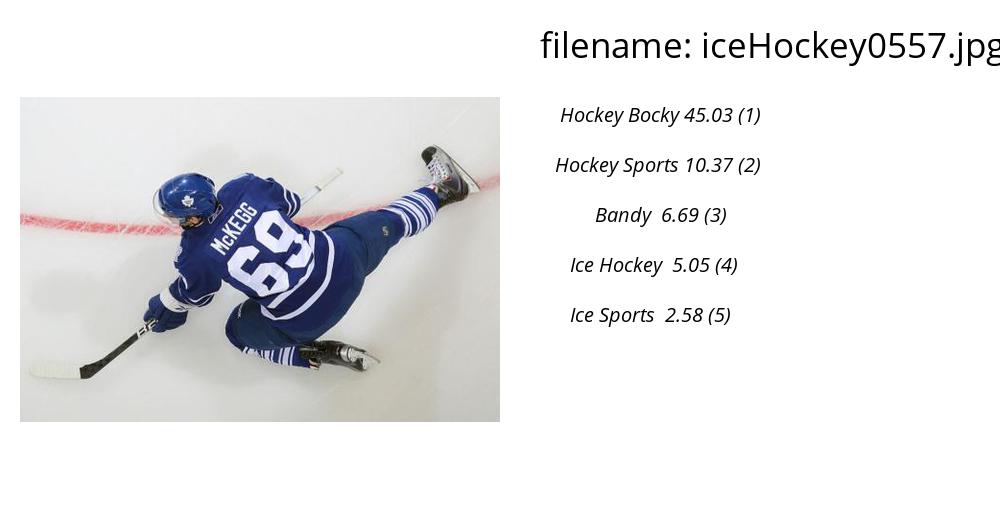 filename: iceHockey0557.jpg
Hockey Bocky 45.03 (1)
Hockey Sports 10.37 (2)
Bandy 6.69 (3)
Ice Hockey 5.05 (4)
Ice Sports 2.58 (5)
McKEGG
69